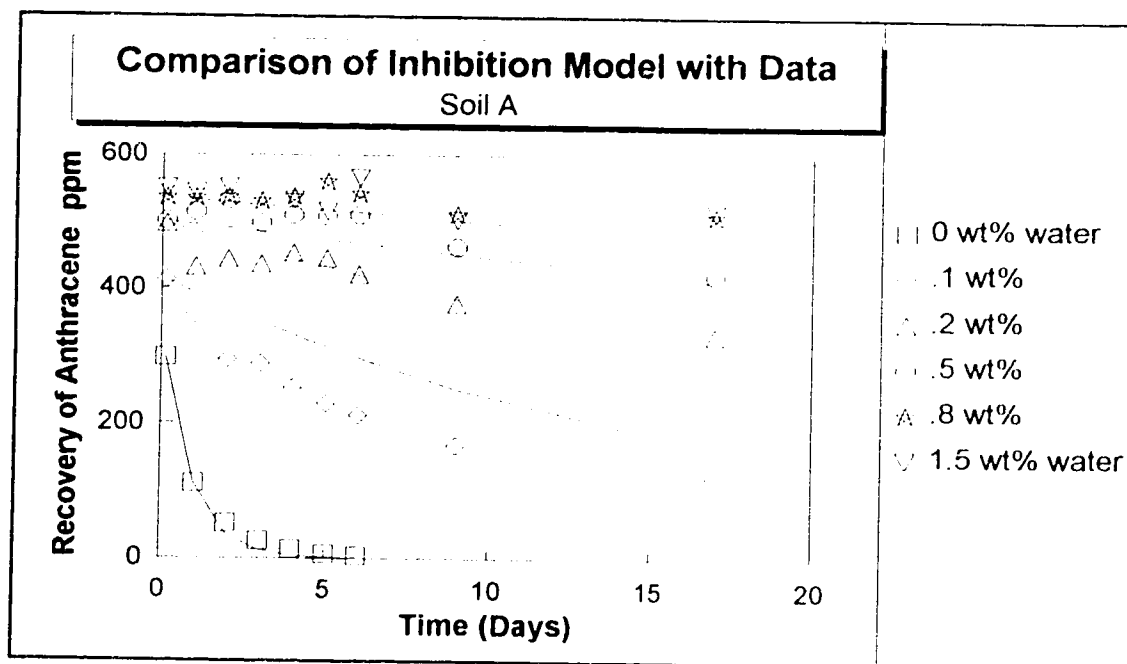 Comparison of Inhibition Model with Data
Soil A
Recovery of Anthracene ppm
600
400
200
0
0
5
10
15
20
Time (Days)
0 wt% water
.1 wt%
.2 wt%
.5 wt%
.8 wt%
1.5 wt% water